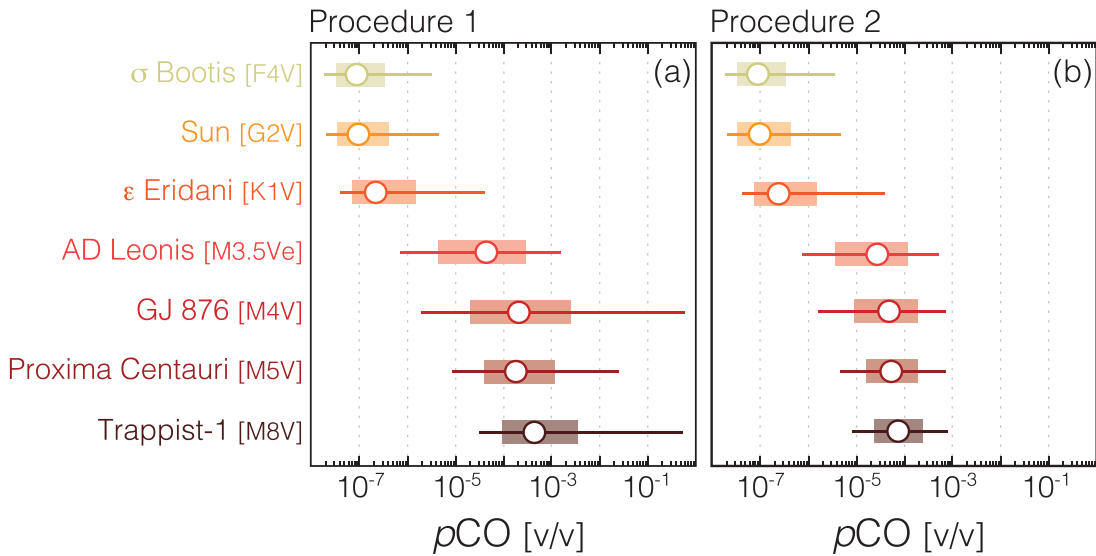 Procedure 1
Procedure 2
(a)
(b)
σ Bootis [F4V]
Sun [G2V]
ε Eridani [K1V]
AD Leonis [M3.5Ve]
GJ 876 [M4V]
Proxima Centauri [M5V]
Trappist-1 [M8V]
10⁻⁷ 10⁻⁵ 10⁻³ 10⁻¹
10⁻⁷ 10⁻⁵ 10⁻³ 10⁻¹
pCO [v/v]
pCO [v/v]